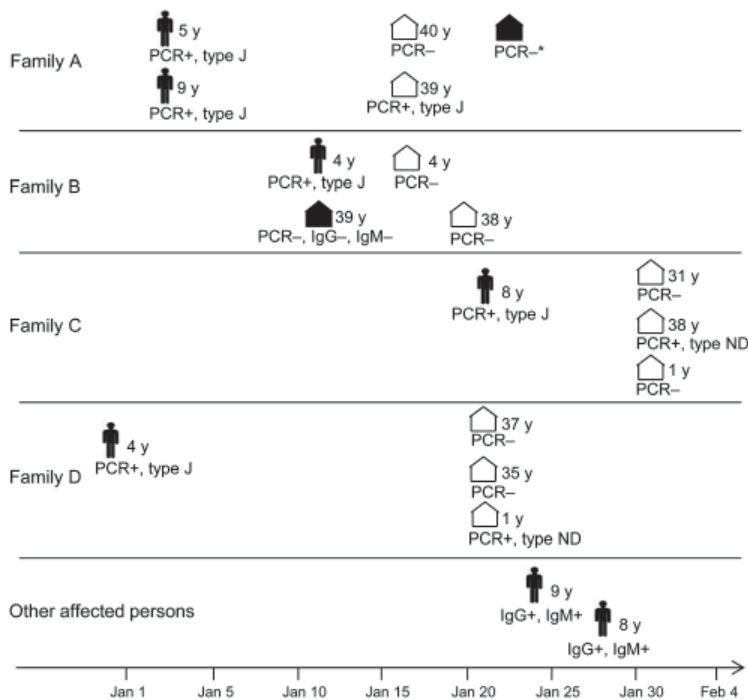 Family A
5 y
PCR+, type J
9 y
PCR+, type J
40 y
PCR–
39 y
PCR+, type J
PCR–*
Family B
4 y
PCR+, type J
39 y
PCR–, IgG–, IgM–
4 y
PCR–
38 y
PCR–
Family C
8 y
PCR+, type J
31 y
PCR–
38 y
PCR+, type ND
1 y
PCR–
Family D
4 y
PCR+, type J
37 y
PCR–
35 y
PCR–
1 y
PCR+, type ND
Other affected persons
9 y
IgG+, IgM+
8 y
IgG+, IgM+
Jan 1 Jan 5 Jan 10 Jan 15 Jan 20 Jan 25 Jan 30 Feb 4